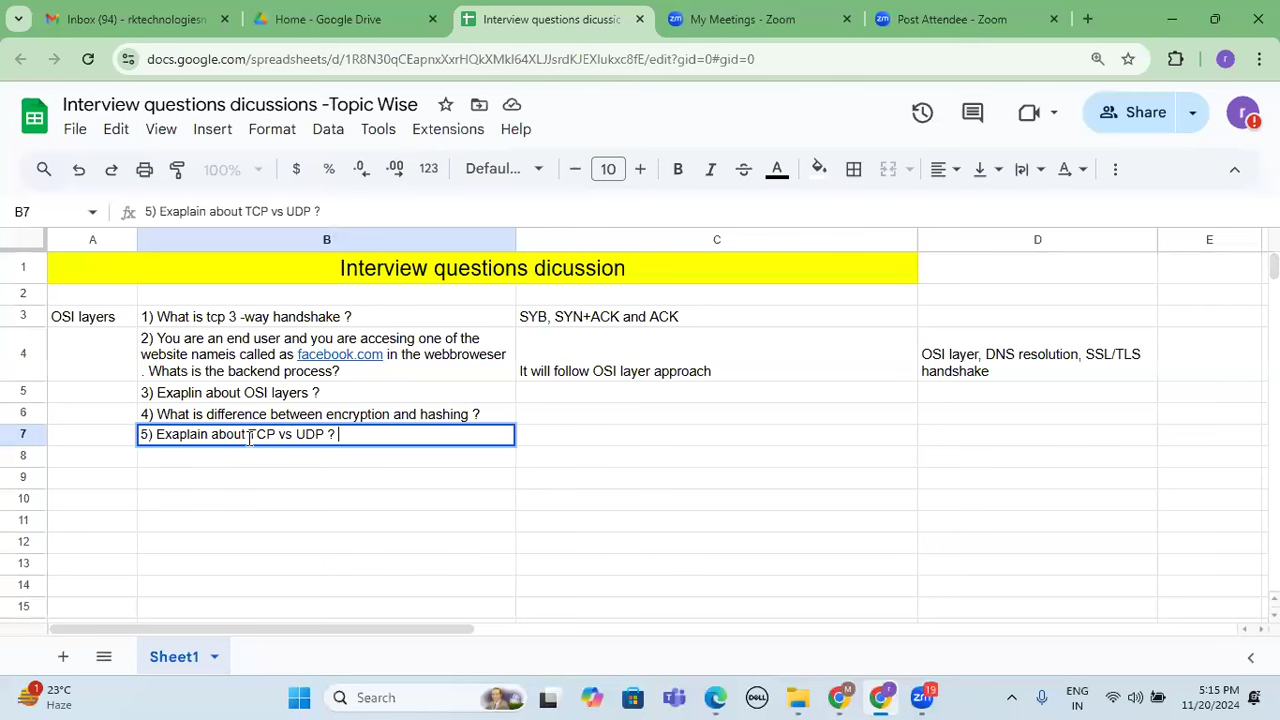 Inbox (94) - rktechnologiesn
Home - Google Drive
Interview questions dicussic
My Meetings - Zoom
Post Attendee - Zoom
docs.google.com/spreadsheets/d/1R8N30qCEapnxXxrHQkXMkl64XLJJsrdKJEXIukxc8fE/edit?gid=0#gid=0
Interview questions dicussions -Topic Wise
Share
File Edit View Insert Format Data Tools Extensions Help
100% $ % .0 .00 123 Defaul... 10 B I A
B7 fx 5) Exaplain about TCP vs UDP ?
A B C D E
1 Interview questions dicussion
2
3 OSI layers 1) What is tcp 3 -way handshake ? SYB, SYN+ACK and ACK
2) You are an end user and you are accesing one of the
4 website nameis called as facebook.com in the webbroweser OSI layer, DNS resolution, SSL/TLS
. Whats is the backend process? It will follow OSI layer approach handshake
5 3) Exaplin about OSI layers ?
6 4) What is difference between encryption and hashing ?
7 5) Exaplain about TCP vs UDP ?
8
9
10
11
12
13
14
15
Sheet1
1 23°C
Haze
Search
DELL
19
ENG
IN
5:15 PM
11/20/2024